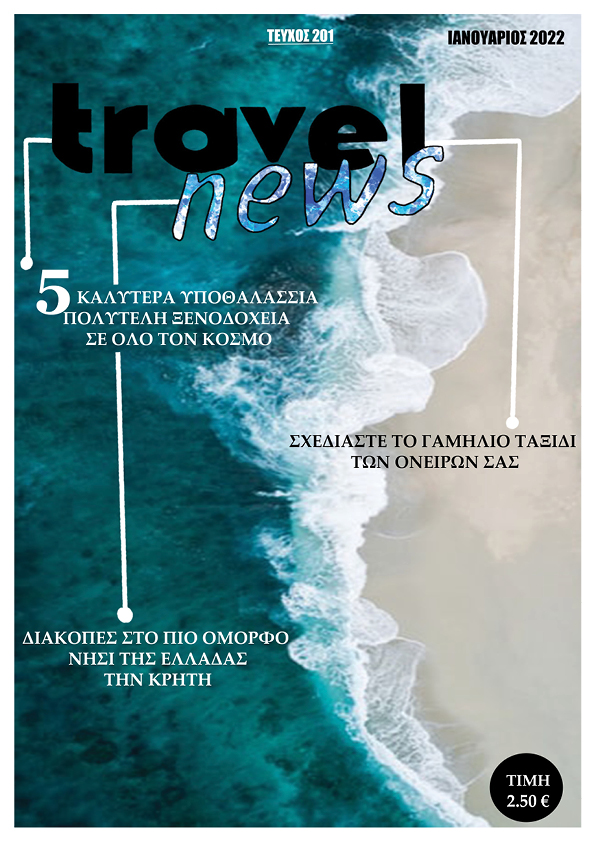 ΤΕΥΧΟΣ 201
ΙΑΝΟΥΑΡΙΟΣ 2022
travel
news
5 ΚΑΛΥΤΕΡΑ ΥΠΟΘΑΛΑΣΣΙΑ
ΠΟΛΥΤΕΛΗ ΞΕΝΟΔΟΧΕΙΑ
ΣΕ ΟΛΟ ΤΟΝ ΚΟΣΜΟ
ΣΧΕΔΙΑΣΤΕ ΤΟ ΓΑΜΗΛΙΟ ΤΑΞΙΔΙ
ΤΩΝ ΟΝΕΙΡΩΝ ΣΑΣ
ΔΙΑΚΟΠΕΣ ΣΤΟ ΠΙΟ ΟΜΟΡΦΟ
ΝΗΣΙ ΤΗΣ ΕΛΛΑΔΑΣ
ΤΗΝ ΚΡΗΤΗ
ΤΙΜΗ
2.50 €